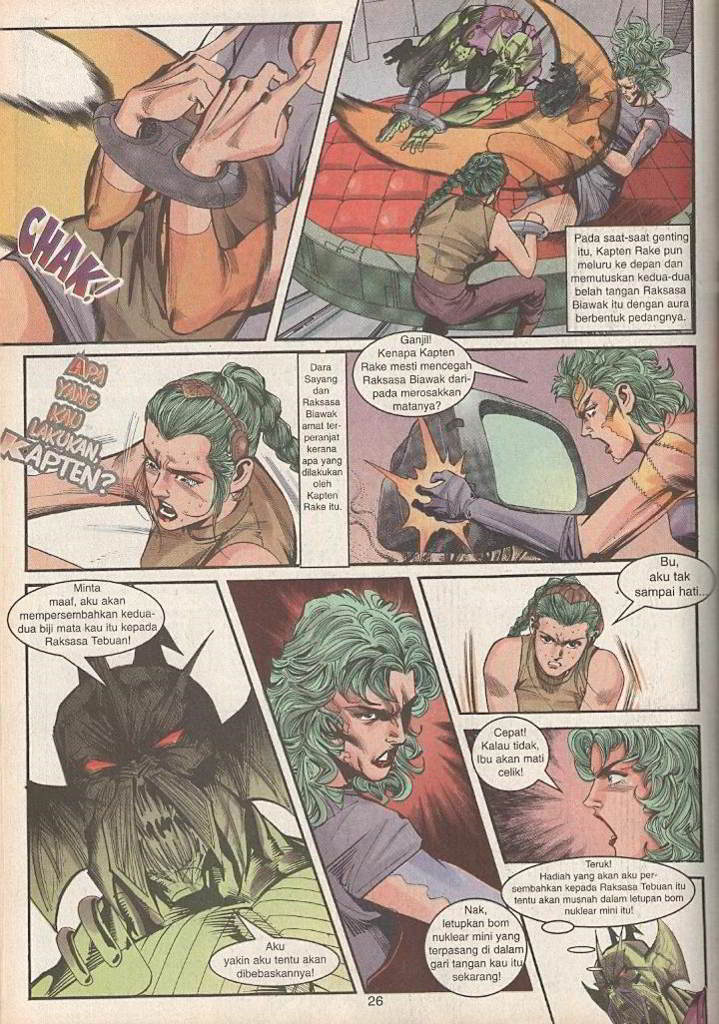 CHAK!
Pada saat-saat genting
itu, Kapten Rake pun
meluru ke depan dan
memutuskan kedua-dua
belah tangan Raksasa
Biawak itu dengan aura
berbentuk pedangnya.
APA
YANG
KAU
LAKUKAN,
KAPTEN?
Dara
Sayang
dan
Raksasa
Biawak
amat ter-
peranjat
kerana
apa yang
dilakukan
oleh
Kapten
Rake itu.
Ganjil!
Kenapa Kapten
Rake mesti mencegah
Raksasa Biawak dari-
pada merosakkan
matanya?
Minta
maaf, aku akan
mempersembahkan kedua-
dua biji mata kau itu kepada
Raksasa Tebuan!
Aku
yakin aku tentu akan
dibebaskannya!
Nak,
letupkan bom
nuklear mini yang
terpasang di dalam
gari tangan kau itu
sekarang!
Bu,
aku tak
sampai hati...
Cepat!
Kalau tidak,
Ibu akan mati
celik!
Teruk!
Hadiah yang akan aku per-
sembahkan kepada Raksasa Tebuan itu
tentu akan musnah dalam letupan bom
nuklear mini itu!
26